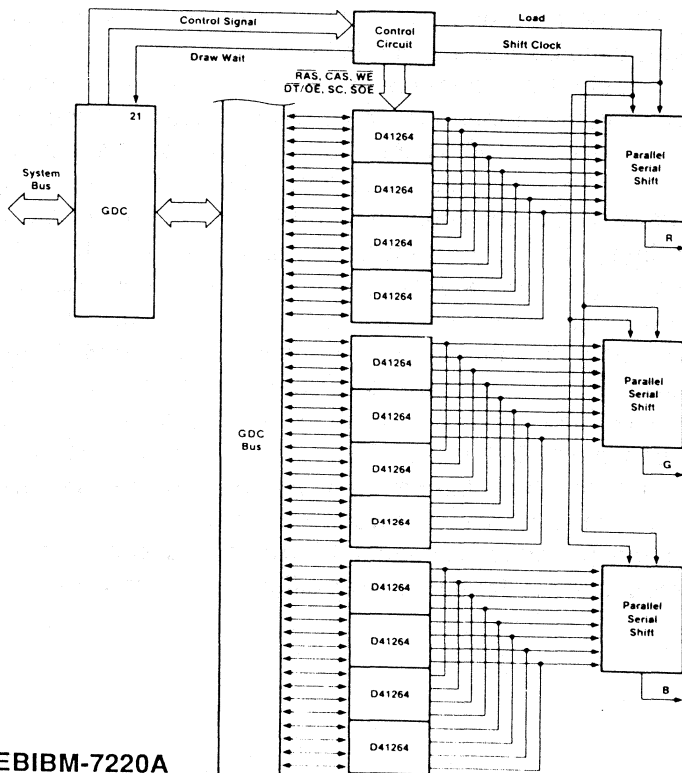 Control Signal
Control
Circuit
Load
Shift Clock
Draw Wait
RAS, CAS, WE
DT/OE, SC, SOE
21
System
Bus
GDC
D41264
D41264
D41264
D41264
Parallel
Serial
Shift
R
GDC
Bus
D41264
D41264
D41264
D41264
Parallel
Serial
Shift
G
D41264
D41264
D41264
D41264
Parallel
Serial
Shift
B
EBIBM-7220A